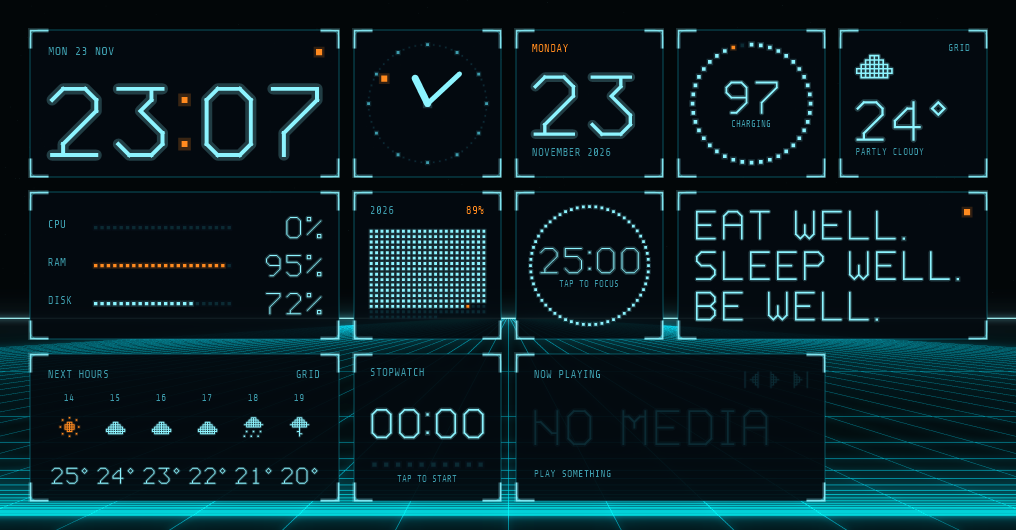 MON 23 NOV
23:07
MONDAY
23
NOVEMBER 2026
97
CHARGING
GRID
24°
PARTLY CLOUDY
CPU 0%
RAM 95%
DISK 72%
2026 89%
25:00
TAP TO FOCUS
EAT WELL.
SLEEP WELL.
BE WELL.
NEXT HOURS GRID
14 15 16 17 18 19
25° 24° 23° 22° 21° 20°
STOPWATCH
00:00
TAP TO START
NOW PLAYING
NO MEDIA
PLAY SOMETHING